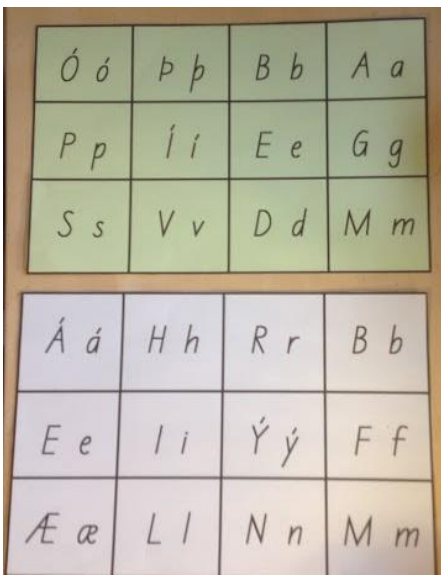 Ó ó Þ þ B b A a
P p Í í E e G g
S s V v D d M m
Á á H h R r B b
E e I i Ý ý F f
Æ æ L l N n M m